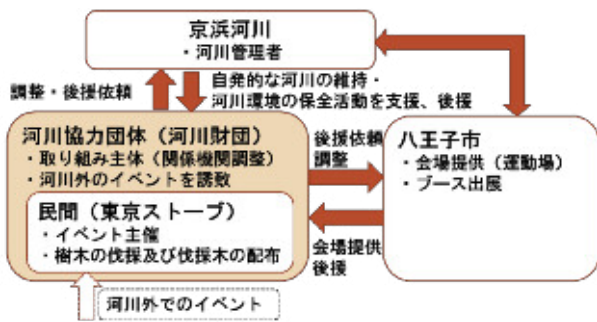 京浜河川
・河川管理者
調整・後援依頼
自発的な河川の維持・
河川環境の保全活動を支援、後援
河川協力団体（河川財団）
・取り組み主体（関係機関調整）
・河川外のイベントを誘致
民間（東京ストーブ）
・イベント主催
・樹木の伐採及び伐採木の配布
後援依頼
調整
会場提供
後援
八王子市
・会場提供（運動場）
・ブース出展
河川外でのイベント